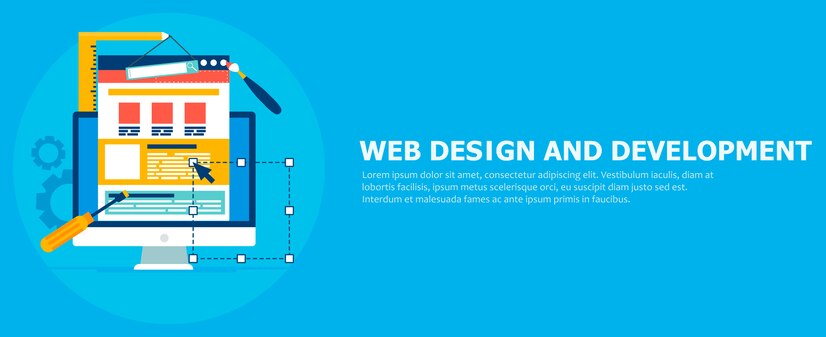 WEB DESIGN AND DEVELOPMENT
Lorem ipsum dolor sit amet, consectetur adipiscing elit. Vestibulum iaculis, diam at
lobortis facilisis, ipsum metus scelerisque orci, eu suscipit diam justo sed est.
Interdum et malesuada fames ac ante ipsum primis in faucibus.